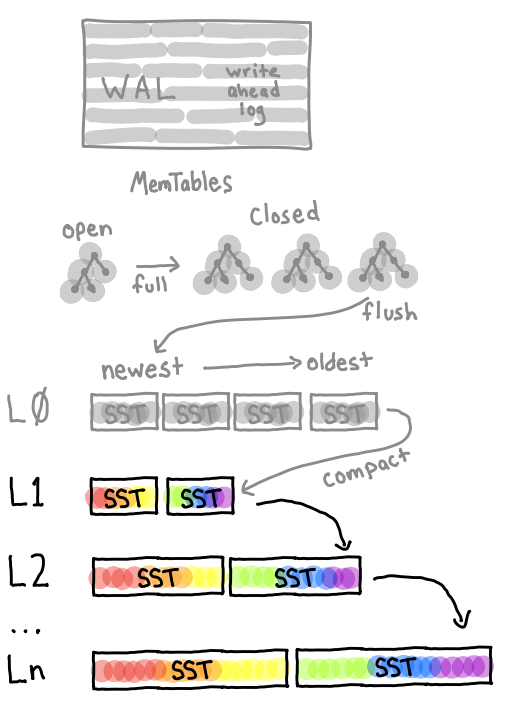 WAL
write
ahead
log
MemTables
open
Closed
full
flush
newest
oldest
LØ
SST SST SST SST
compact
L1 SST SST
L2 SST SST
...
Ln SST SST